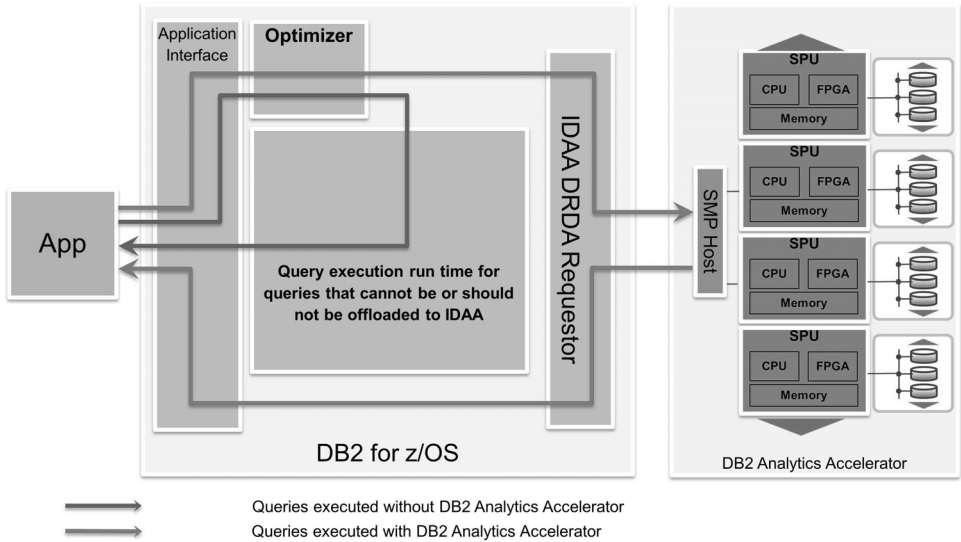 Application
Interface
Optimizer
App
Query execution run time for
queries that cannot be or should
not be offloaded to IDAA
IDAA DRDA Requestor
DB2 for z/OS
SMP Host
SPU
CPU
FPGA
Memory
SPU
CPU
FPGA
Memory
SPU
CPU
FPGA
Memory
SPU
CPU
FPGA
Memory
DB2 Analytics Accelerator
Queries executed without DB2 Analytics Accelerator
Queries executed with DB2 Analytics Accelerator